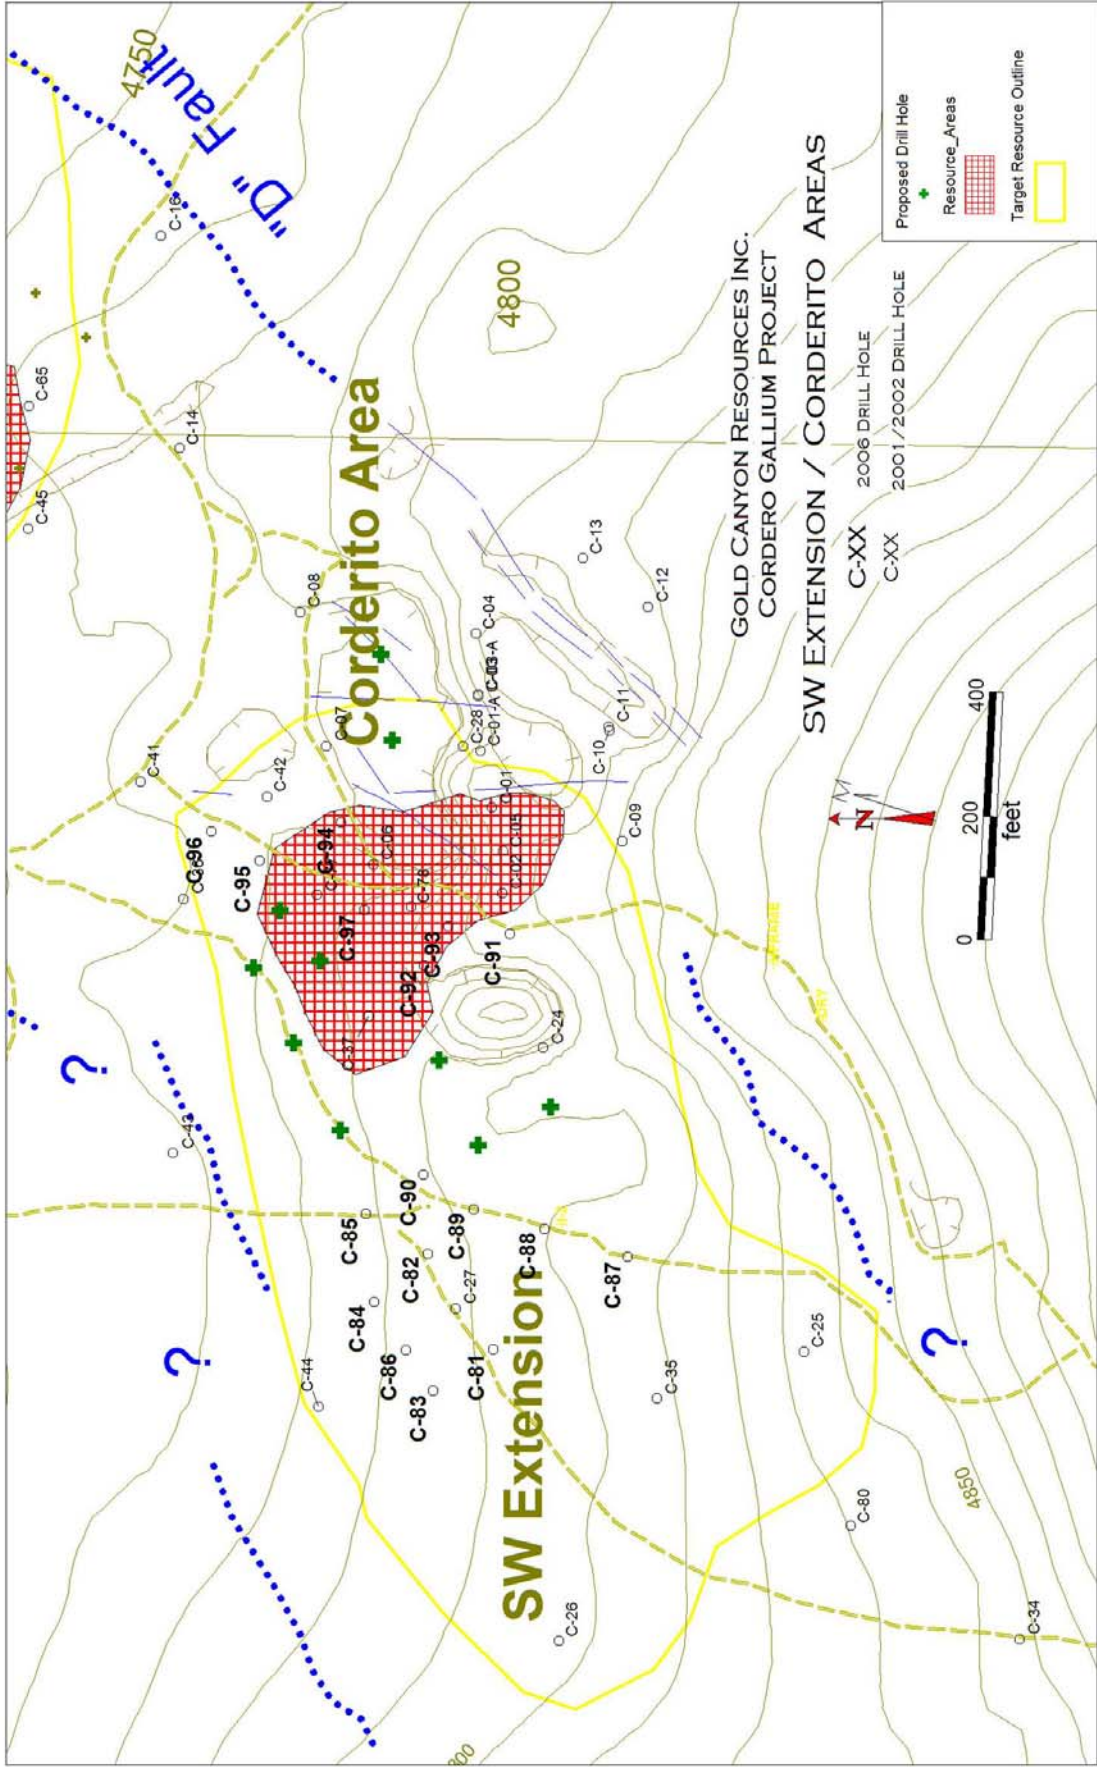 4750
"D" Fault
C-16
C-65
C-45
C-14
C-41
?
C-43
C-42
C-96
C-95
C-08
C-07
Corderito Area
4800
?
C-44
C-94
C-06
C-97
C-37
C-78
C-92
C-93
C-85
C-84
C-86
C-83
C-82
C-90
C-89
C-27
C-81
C-91
C-02
C-05
C-01
C-28
C-01-A
C-03-A
C-04
SW Extension
C-88
C-24
C-26
C-87
C-10
C-11
C-09
C-13
C-12
C-35
GOLD CANYON RESOURCES INC.
CORDERO GALLIUM PROJECT
SW EXTENSION / CORDERITO AREAS
C-XX 2006 DRILL HOLE
C-XX 2001/2002 DRILL HOLE
N
M
0 200 400
feet
C-25
C-80
?
4850
C-34
Proposed Drill Hole
Resource_Areas
Target Resource Outline